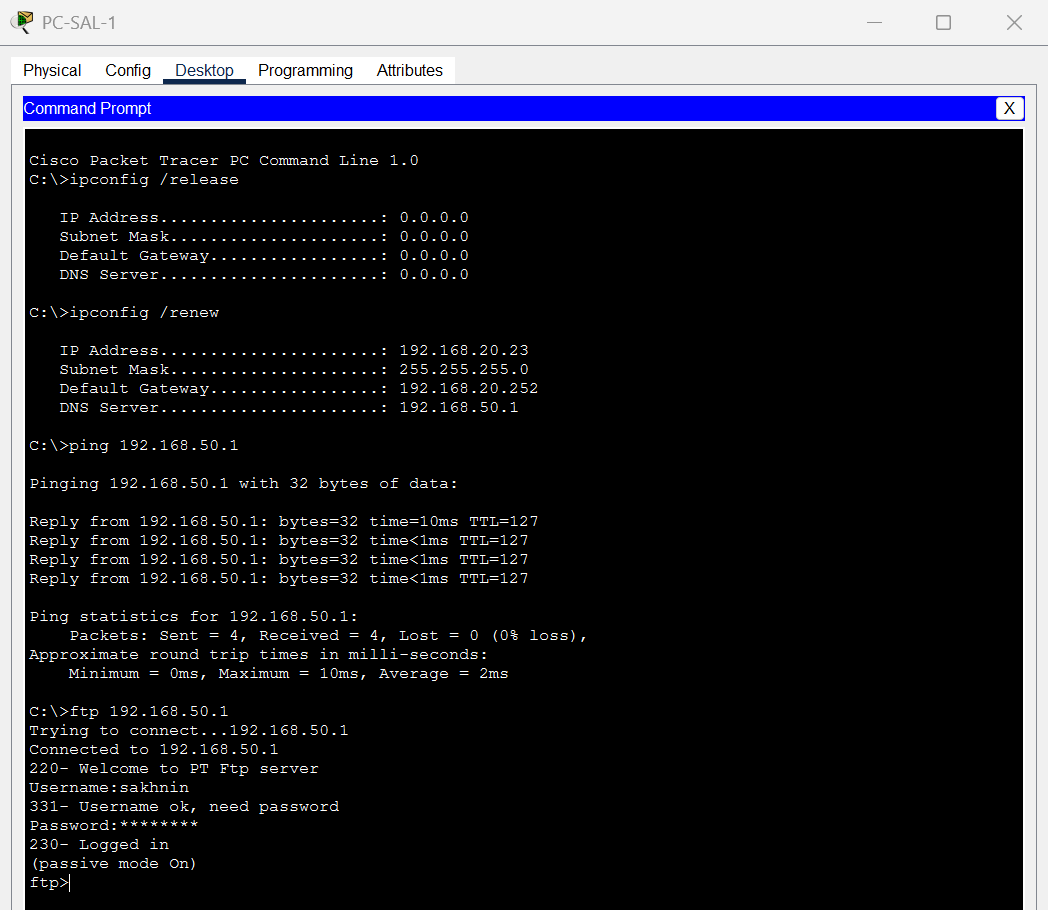 PC-SAL-1
Physical Config Desktop Programming Attributes
Command Prompt
X
Cisco Packet Tracer PC Command Line 1.0
C:\>ipconfig /release
IP Address......................: 0.0.0.0
Subnet Mask.....................: 0.0.0.0
Default Gateway.................: 0.0.0.0
DNS Server......................: 0.0.0.0
C:\>ipconfig /renew
IP Address......................: 192.168.20.23
Subnet Mask.....................: 255.255.255.0
Default Gateway.................: 192.168.20.252
DNS Server......................: 192.168.50.1
C:\>ping 192.168.50.1
Pinging 192.168.50.1 with 32 bytes of data:
Reply from 192.168.50.1: bytes=32 time=10ms TTL=127
Reply from 192.168.50.1: bytes=32 time<1ms TTL=127
Reply from 192.168.50.1: bytes=32 time<1ms TTL=127
Reply from 192.168.50.1: bytes=32 time<1ms TTL=127
Ping statistics for 192.168.50.1:
Packets: Sent = 4, Received = 4, Lost = 0 (0% loss),
Approximate round trip times in milli-seconds:
Minimum = 0ms, Maximum = 10ms, Average = 2ms
C:\>ftp 192.168.50.1
Trying to connect...192.168.50.1
Connected to 192.168.50.1
220- Welcome to PT Ftp server
Username:sakhnin
331- Username ok, need password
Password:********
230- Logged in
(passive mode On)
ftp>